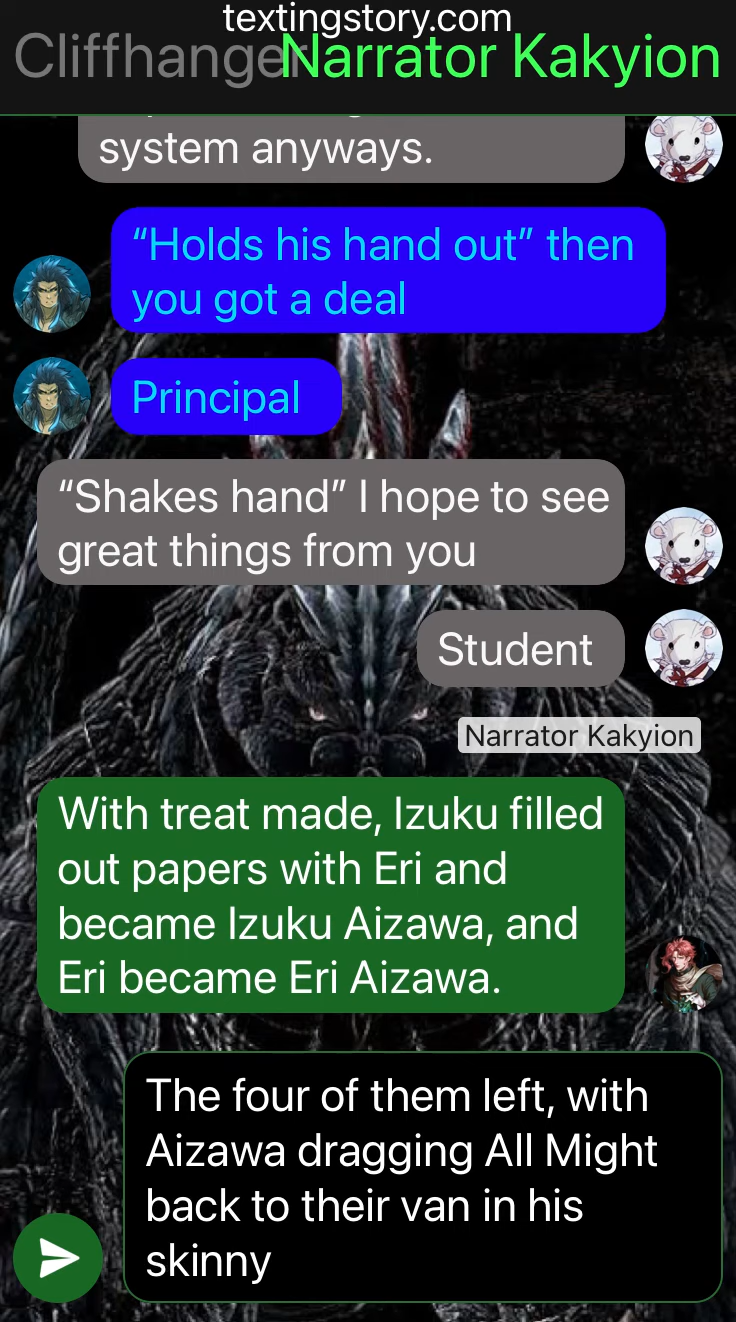 textingstory.com
Cliffhanger
Narrator Kakyion
system anyways.
“Holds his hand out” then
you got a deal
Principal
“Shakes hand” I hope to see
great things from you
Student
Narrator Kakyion
With treat made, Izuku filled
out papers with Eri and
became Izuku Aizawa, and
Eri became Eri Aizawa.
The four of them left, with
Aizawa dragging All Might
back to their van in his
skinny